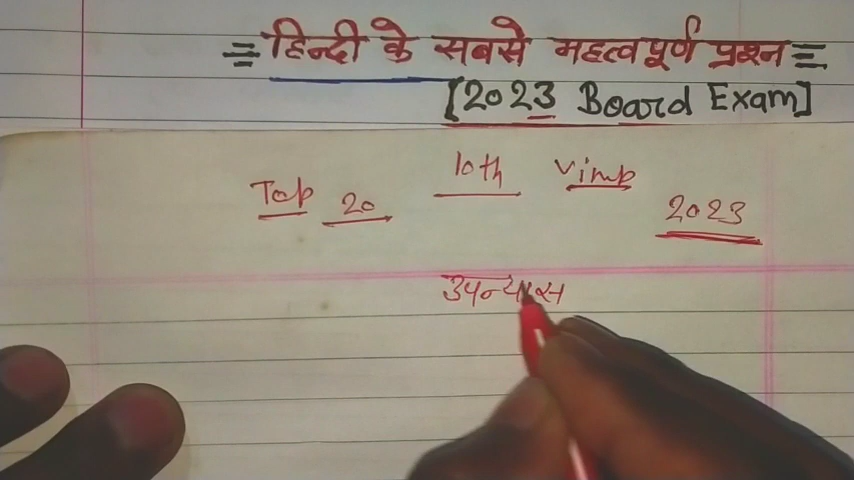 = हिन्दी के सबसे महत्वपूर्ण प्रश्न =
[2023 Board Exam]
Top 20 10th Vimp 2023
उपन्यास